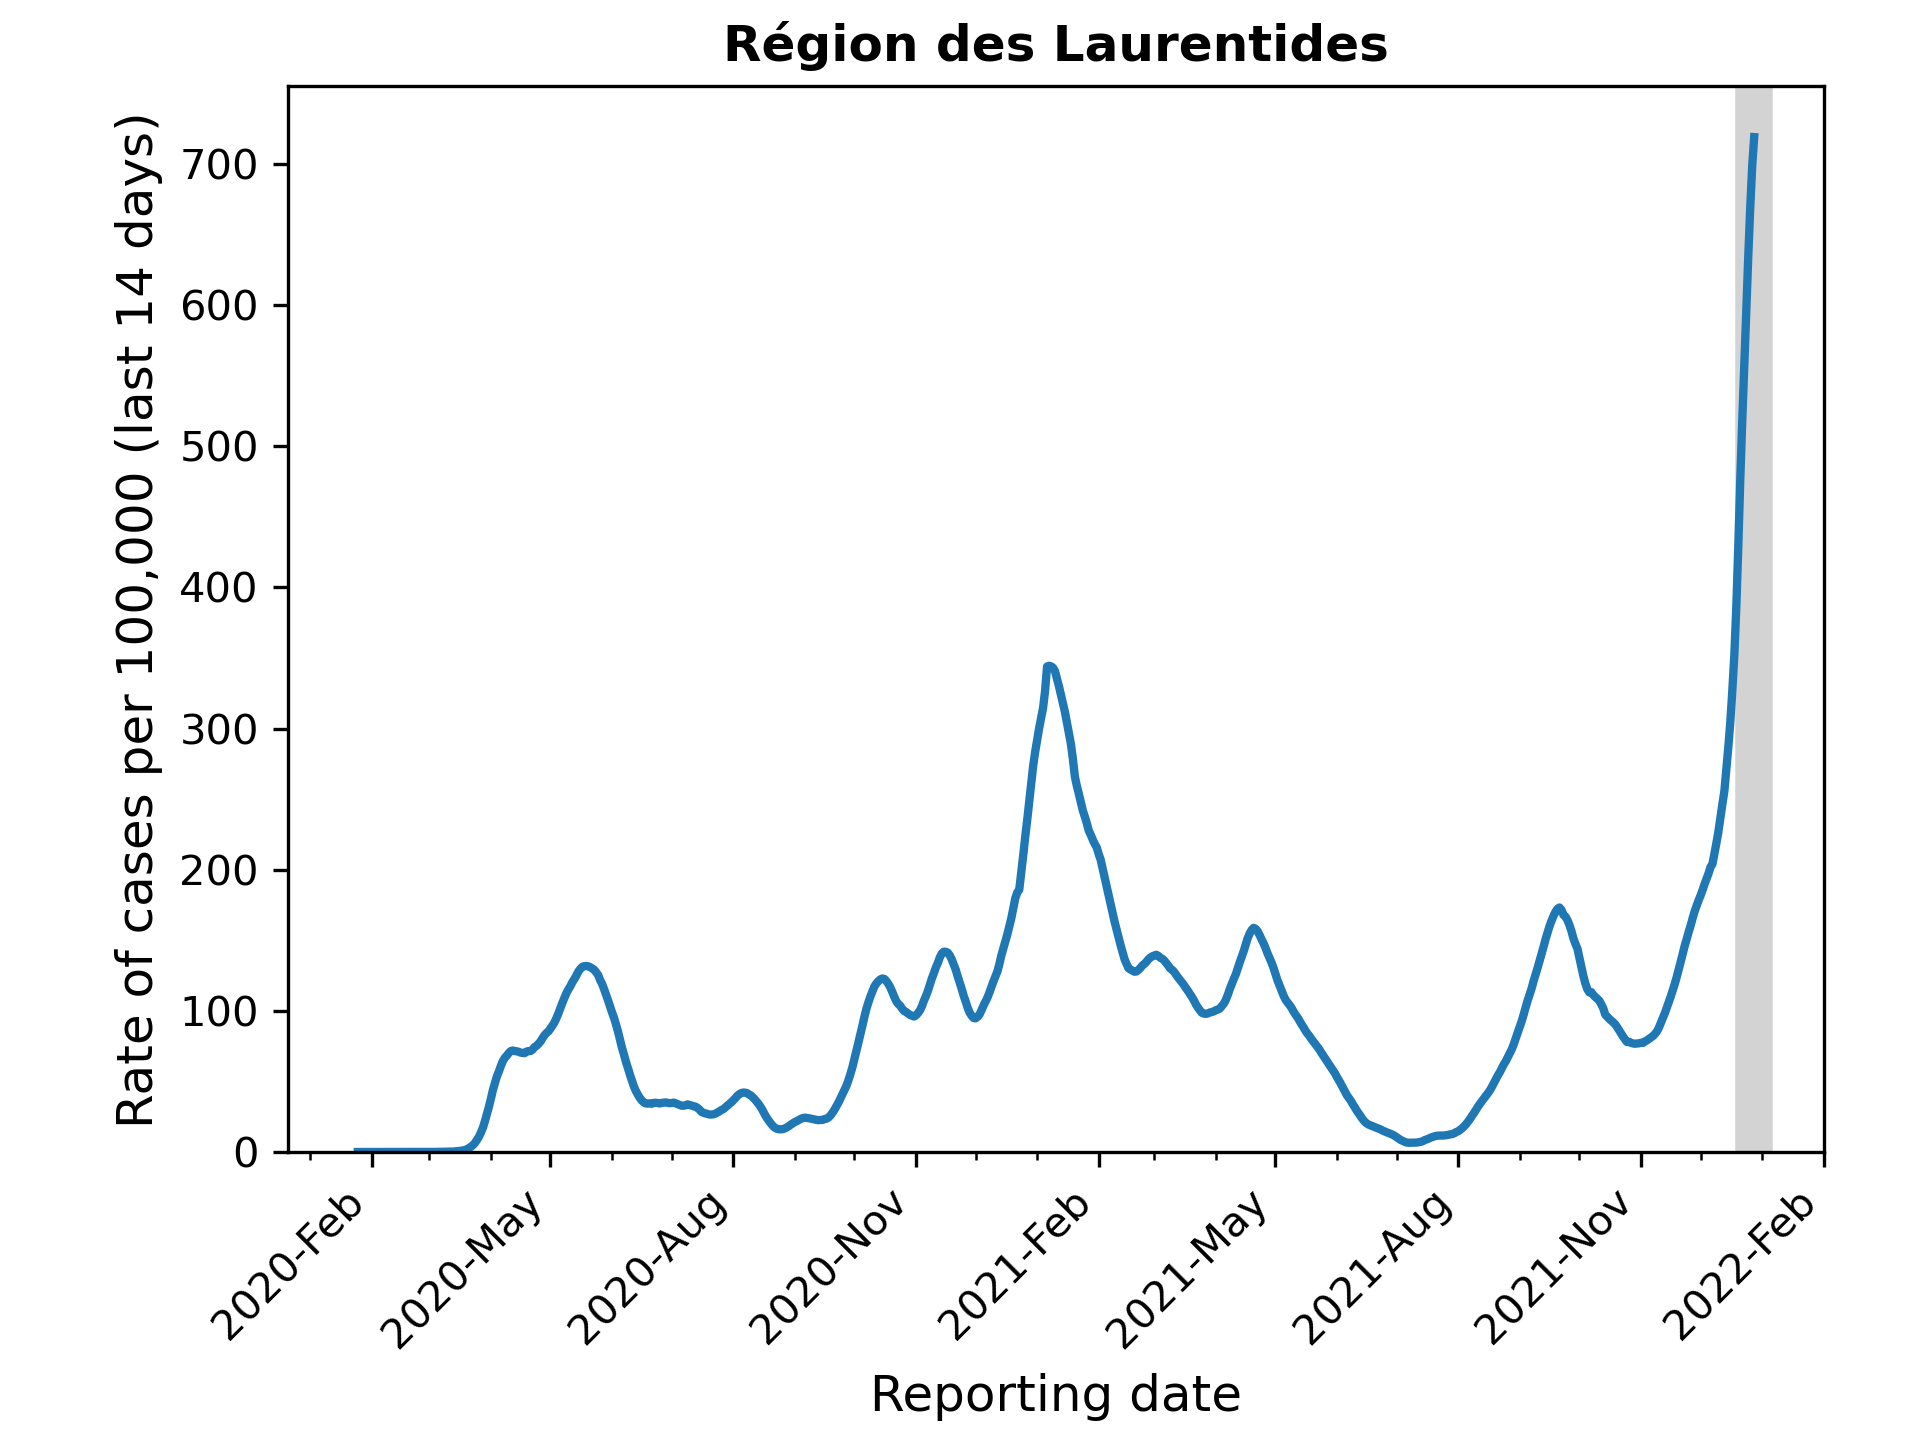 Région des Laurentides
Rate of cases per 100,000 (last 14 days)
700
600
500
400
300
200
100
0
2020-Feb
2020-May
2020-Aug
2020-Nov
2021-Feb
2021-May
2021-Aug
2021-Nov
2022-Feb
Reporting date